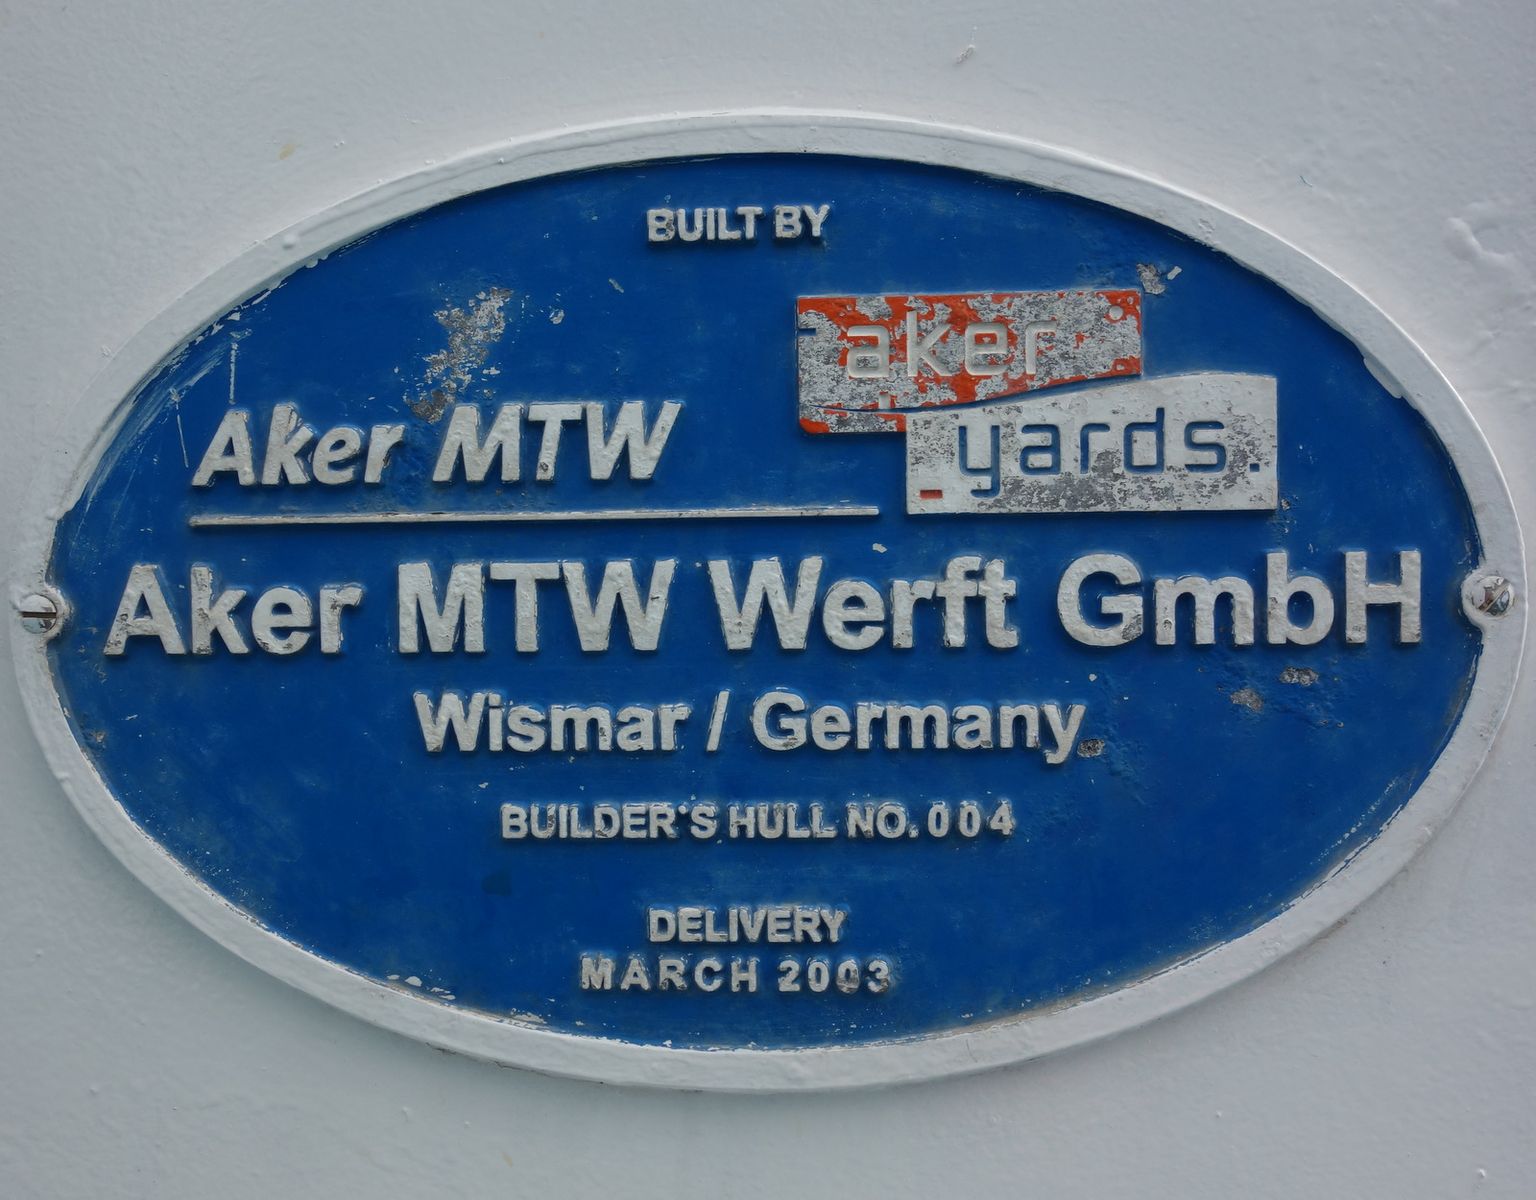 BUILT BY
aker
yards.
Aker MTW
Aker MTW Werft GmbH
Wismar / Germany
BUILDER'S HULL NO. 004
DELIVERY
MARCH 2003